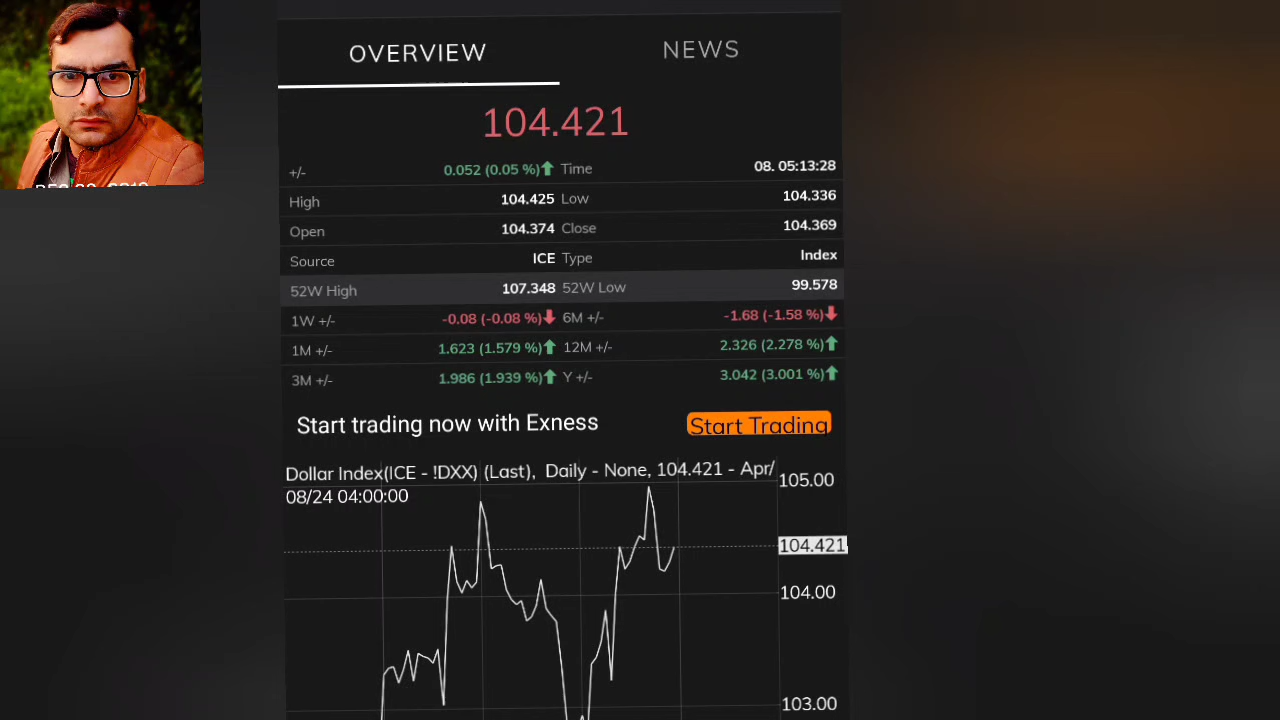 OVERVIEW NEWS
104.421
+/- 0.052 (0.05 %) Time 08. 05:13:28
High 104.425 Low 104.336
Open 104.374 Close 104.369
Source ICE Type Index
52W High 107.348 52W Low 99.578
1W +/- -0.08 (-0.08 %) 6M +/- -1.68 (-1.58 %)
1M +/- 1.623 (1.579 %) 12M +/- 2.326 (2.278 %)
3M +/- 1.986 (1.939 %) Y +/- 3.042 (3.001 %)
Start trading now with Exness Start Trading
Dollar Index(ICE - !DXX) (Last), Daily - None, 104.421 - Apr/
08/24 04:00:00
105.00
104.421
104.00
103.00